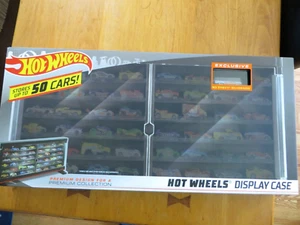 HOT WHEELS
STORES
UP TO 50 CARS!
EXCLUSIVE
PREMIUM DESIGN FOR A
PREMIUM COLLECTION
HOT WHEELS DISPLAY CASE